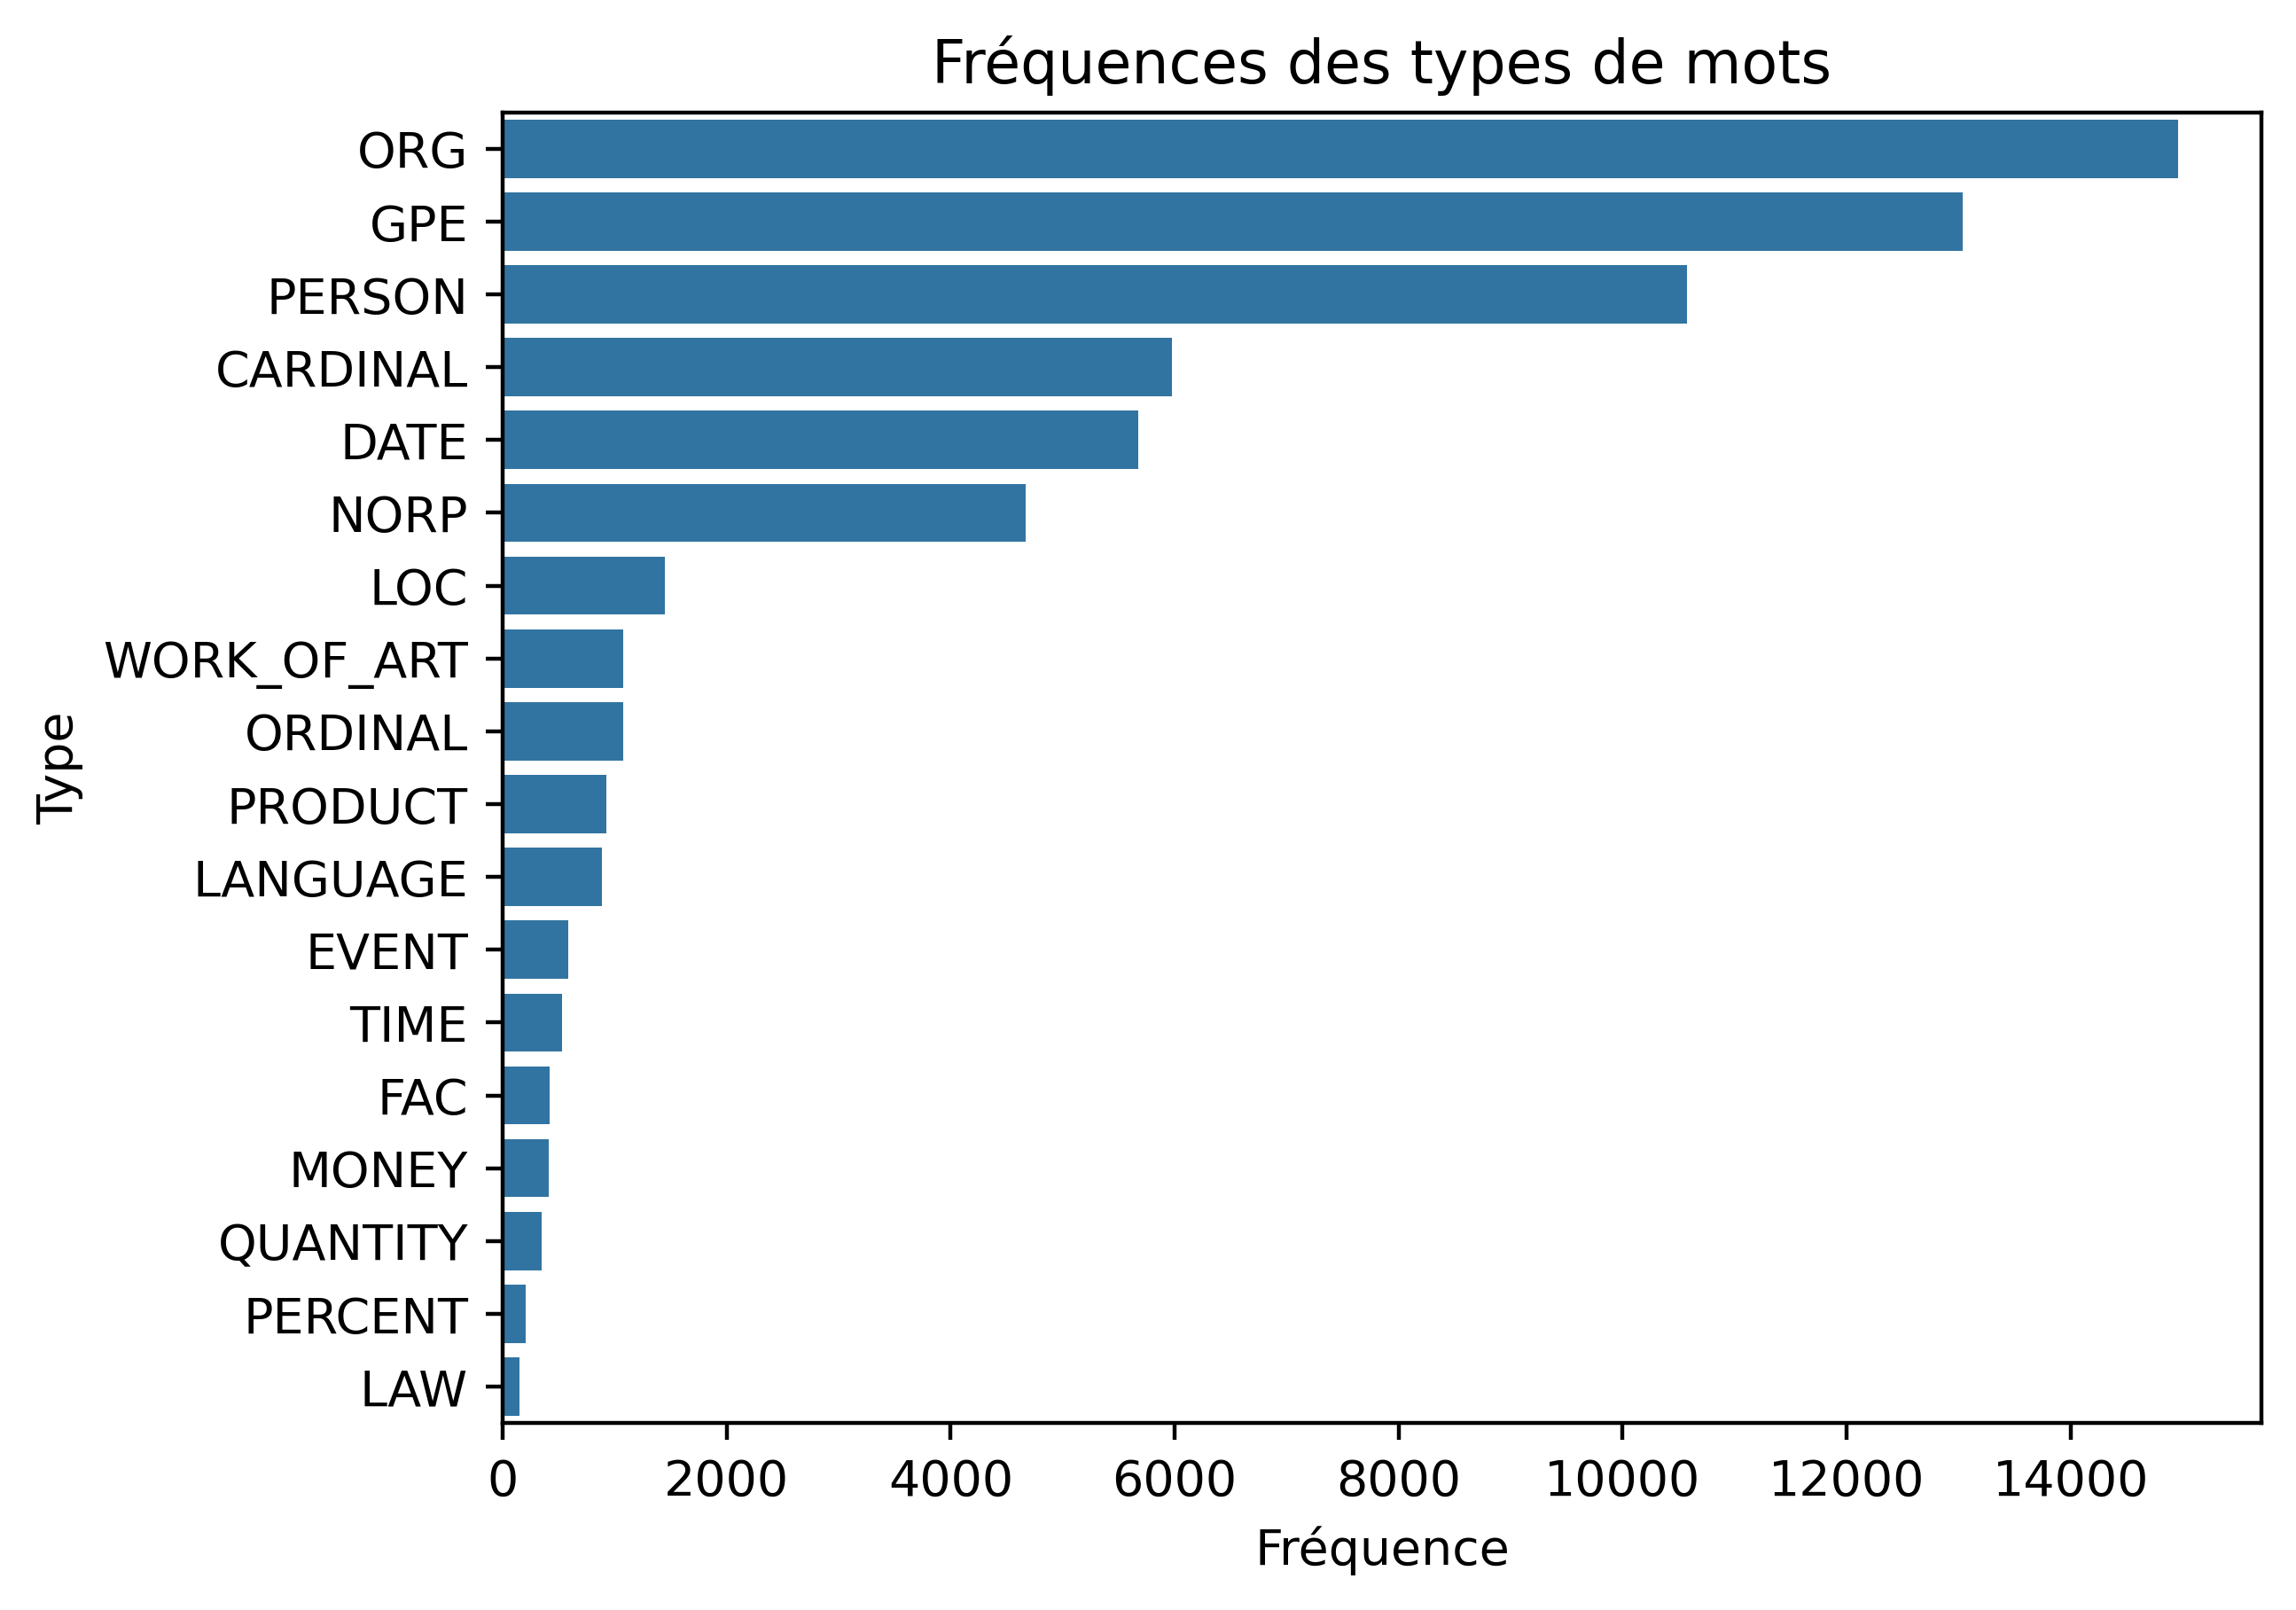 Fréquences des types de mots
ORG
GPE
PERSON
CARDINAL
DATE
NORP
LOC
WORK_OF_ART
ORDINAL
PRODUCT
LANGUAGE
EVENT
TIME
FAC
MONEY
QUANTITY
PERCENT
LAW
Type
0 2000 4000 6000 8000 10000 12000 14000
Fréquence